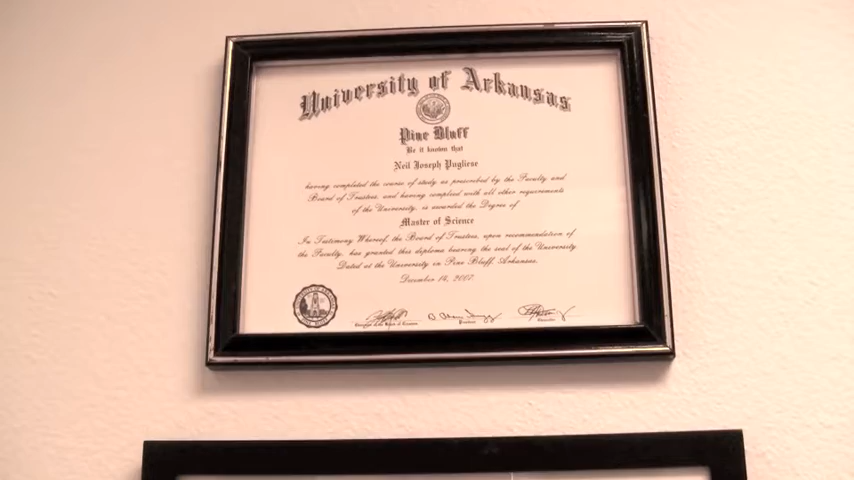 University of Arkansas
Pine Bluff
Be it known that
Neil Joseph Pugliese
having completed the course of study as prescribed by the Faculty and
Board of Trustees, and having complied with all other requirements
of the University, is awarded the Degree of
Master of Science
In Testimony Whereof, the Board of Trustees, upon recommendation of
the Faculty, has granted this diploma bearing the seal of the University.
Dated at the University in Pine Bluff, Arkansas.
December 14, 2007.
President
Chancellor